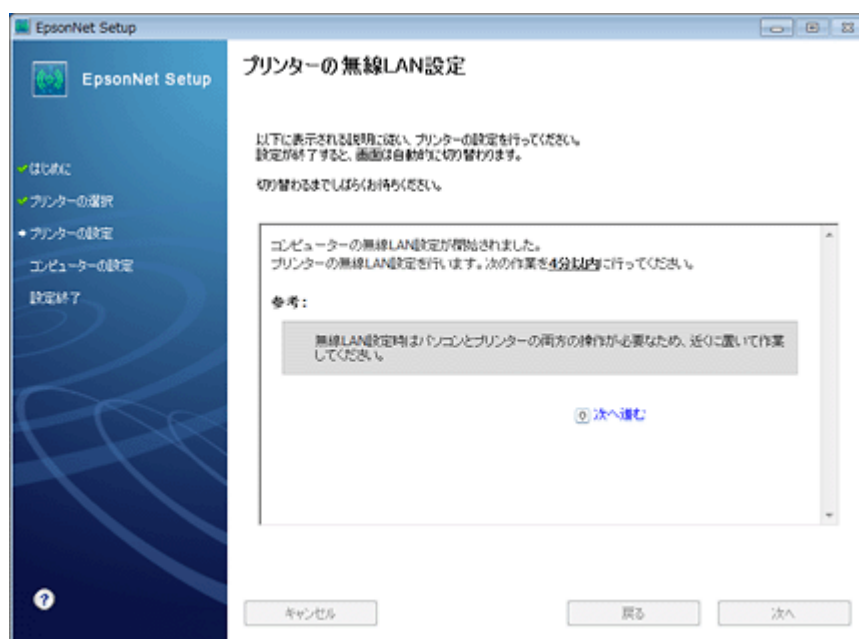 EpsonNet Setup
EpsonNet Setup
はじめに
プリンターの選択
プリンターの設定
コンピューターの設定
設定終了
プリンターの無線LAN設定
以下に表示される説明に従い、プリンターの設定を行ってください。
設定が終了すると、画面は自動的に切り替わります。
切り替わるまでしばらくお待ちください。
コンピューターの無線LAN設定が開始されました。
プリンターの無線LAN設定を行います。次の作業を4分以内に行ってください。
参考:
無線LAN設定時はパソコンとプリンターの両方の操作が必要なため、近くに置いて作業
してください。
次へ進む
?
キャンセル
戻る
次へ